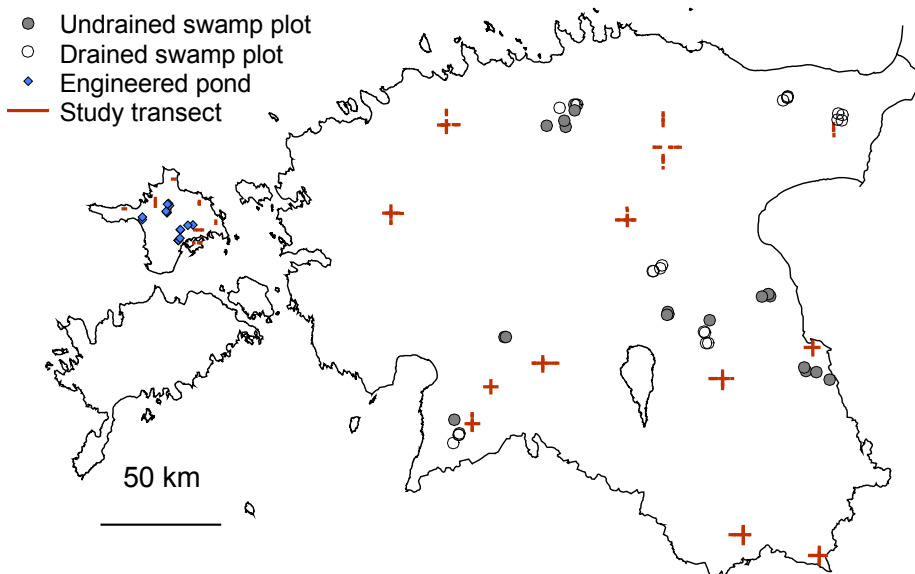 Undrained swamp plot
Drained swamp plot
Engineered pond
Study transect
50 km